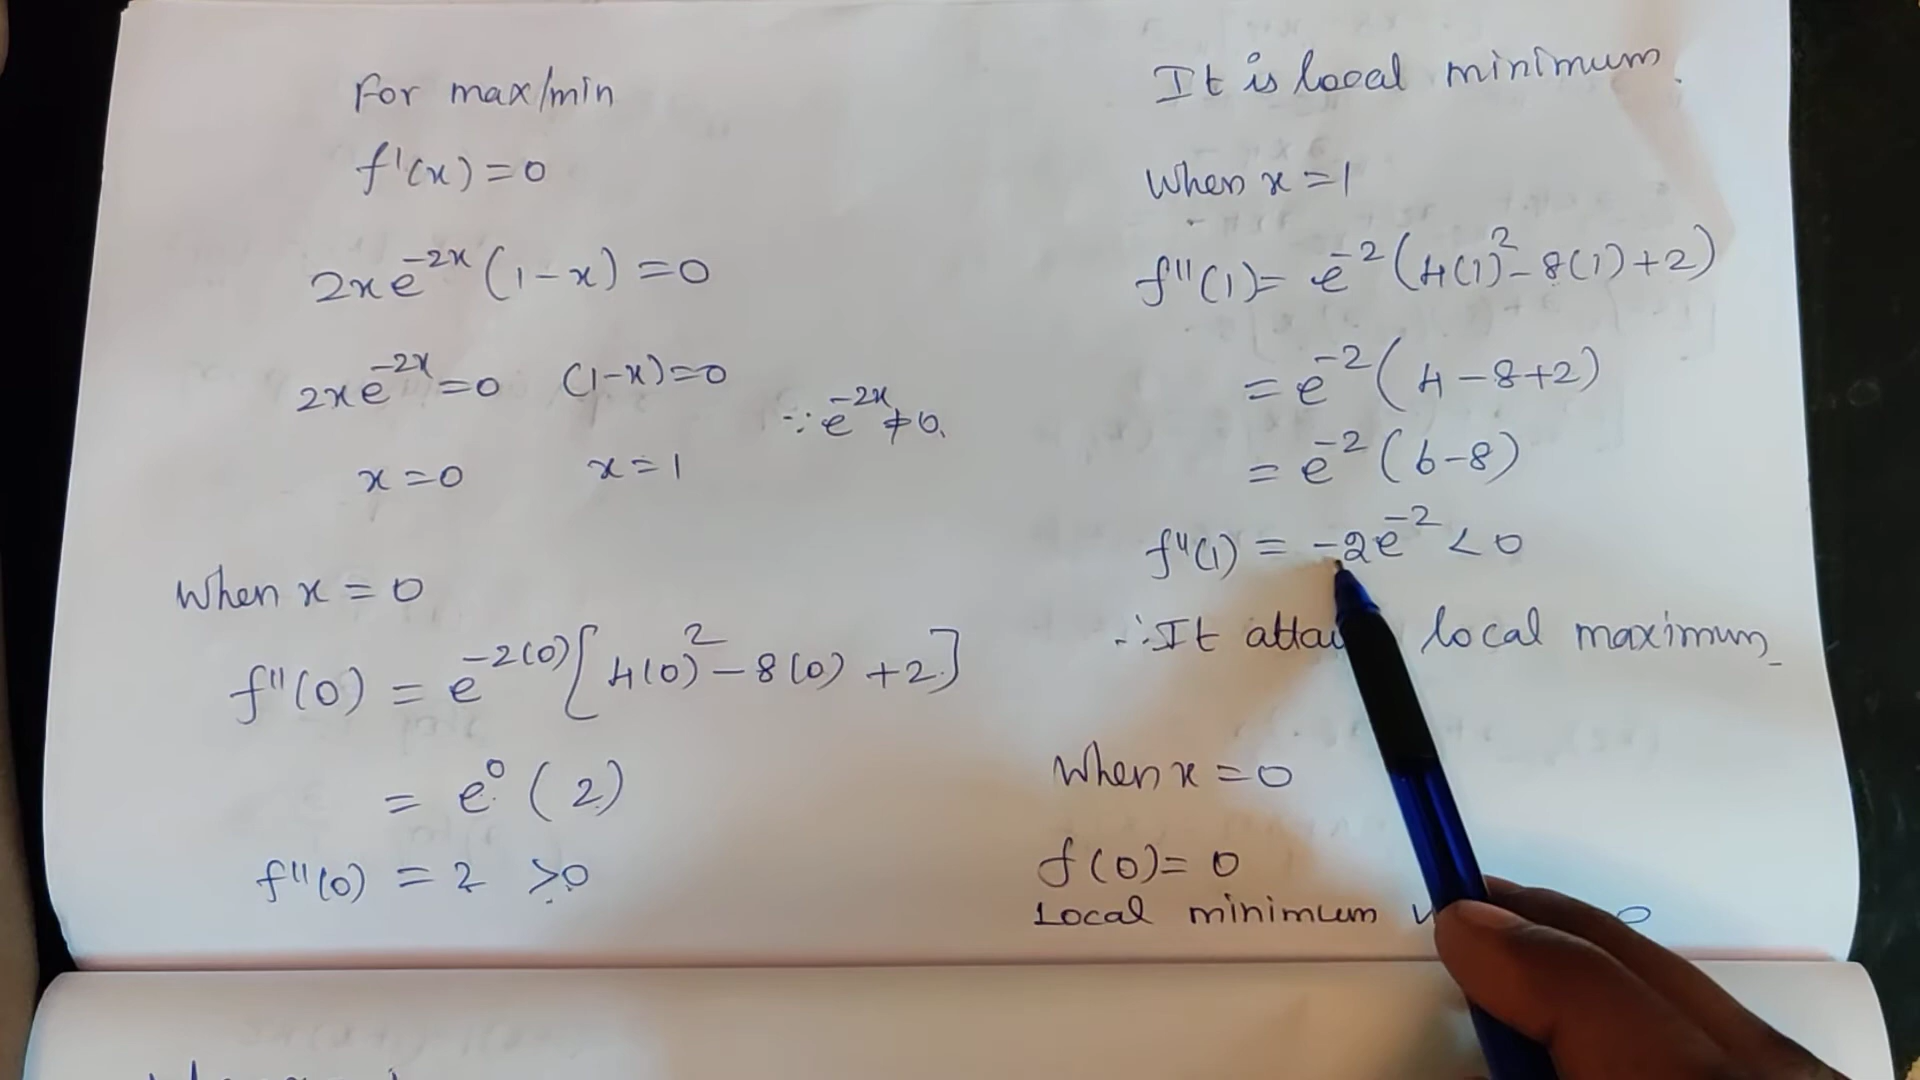 For max/min
f'(x) = 0
2xe^{-2x} (1-x) = 0
2xe^{-2x} = 0 (1-x) = 0
∵ e^{-2x} ≠ 0.
x = 0 x = 1
When x = 0
f''(0) = e^{-2(0)} [4(0)^2 - 8(0) + 2]
= e^0 (2)
f''(0) = 2 > 0
It is local minimum.
When x = 1
f''(1) = e^{-2} (4(1)^2 - 8(1) + 2)
= e^{-2} (4 - 8 + 2)
= e^{-2} (6 - 8)
f''(1) = -2e^{-2} < 0
∴ It local maximum
When x = 0
f(0) = 0
Local minimum 0